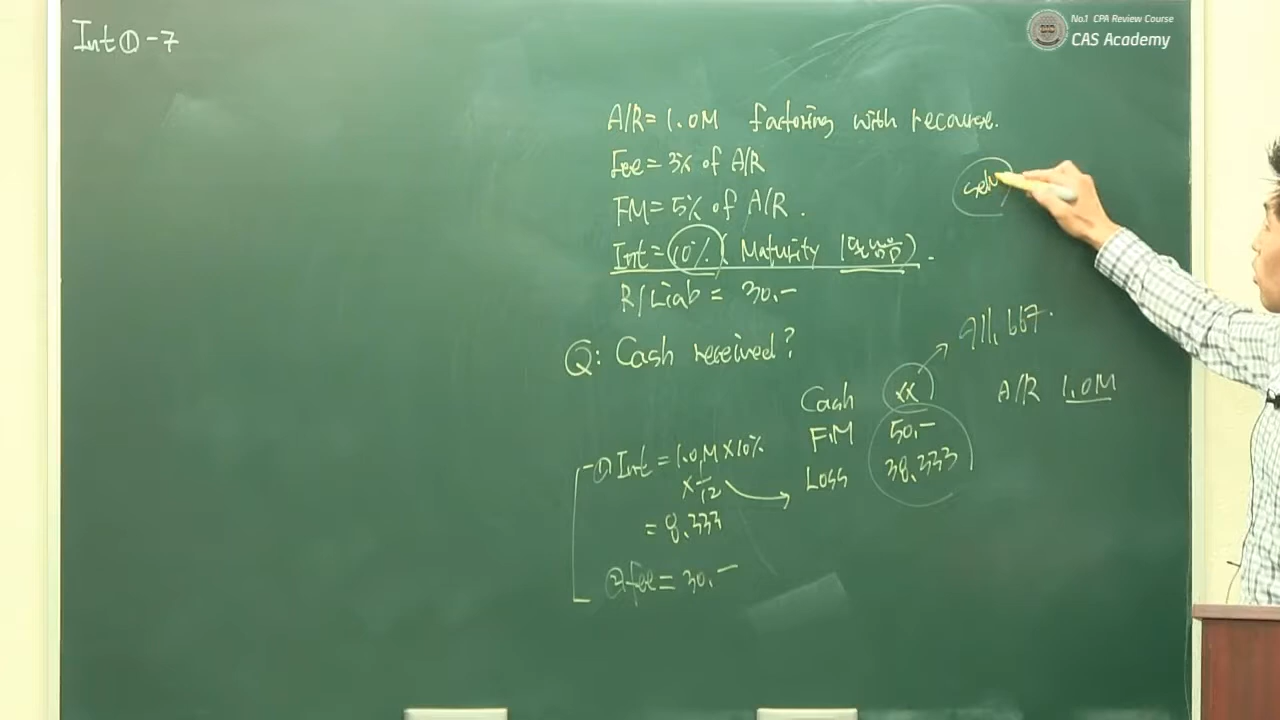 Int①-7
No.1 CPA Review Course
CAS Academy
A/R = 1.0M factoring with recourse.
Fee = 3% of A/R
FM = 5% of A/R.
Int = 10% (Maturity
R/Liab = 30.-
Q: Cash received?
911,667.
Cash xx A/R 1.0M
F.M 50.-
Loss 38.333
① Int = 1.0M x 10%
x 1/12
= 8.333
② fee = 30.-